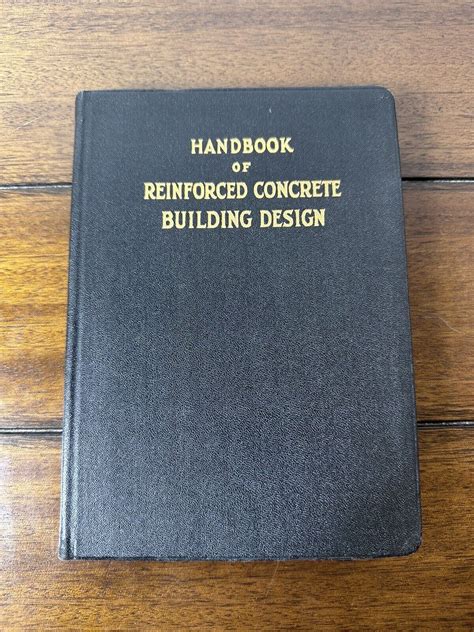 HANDBOOK
OF
REINFORCED CONCRETE
BUILDING DESIGN